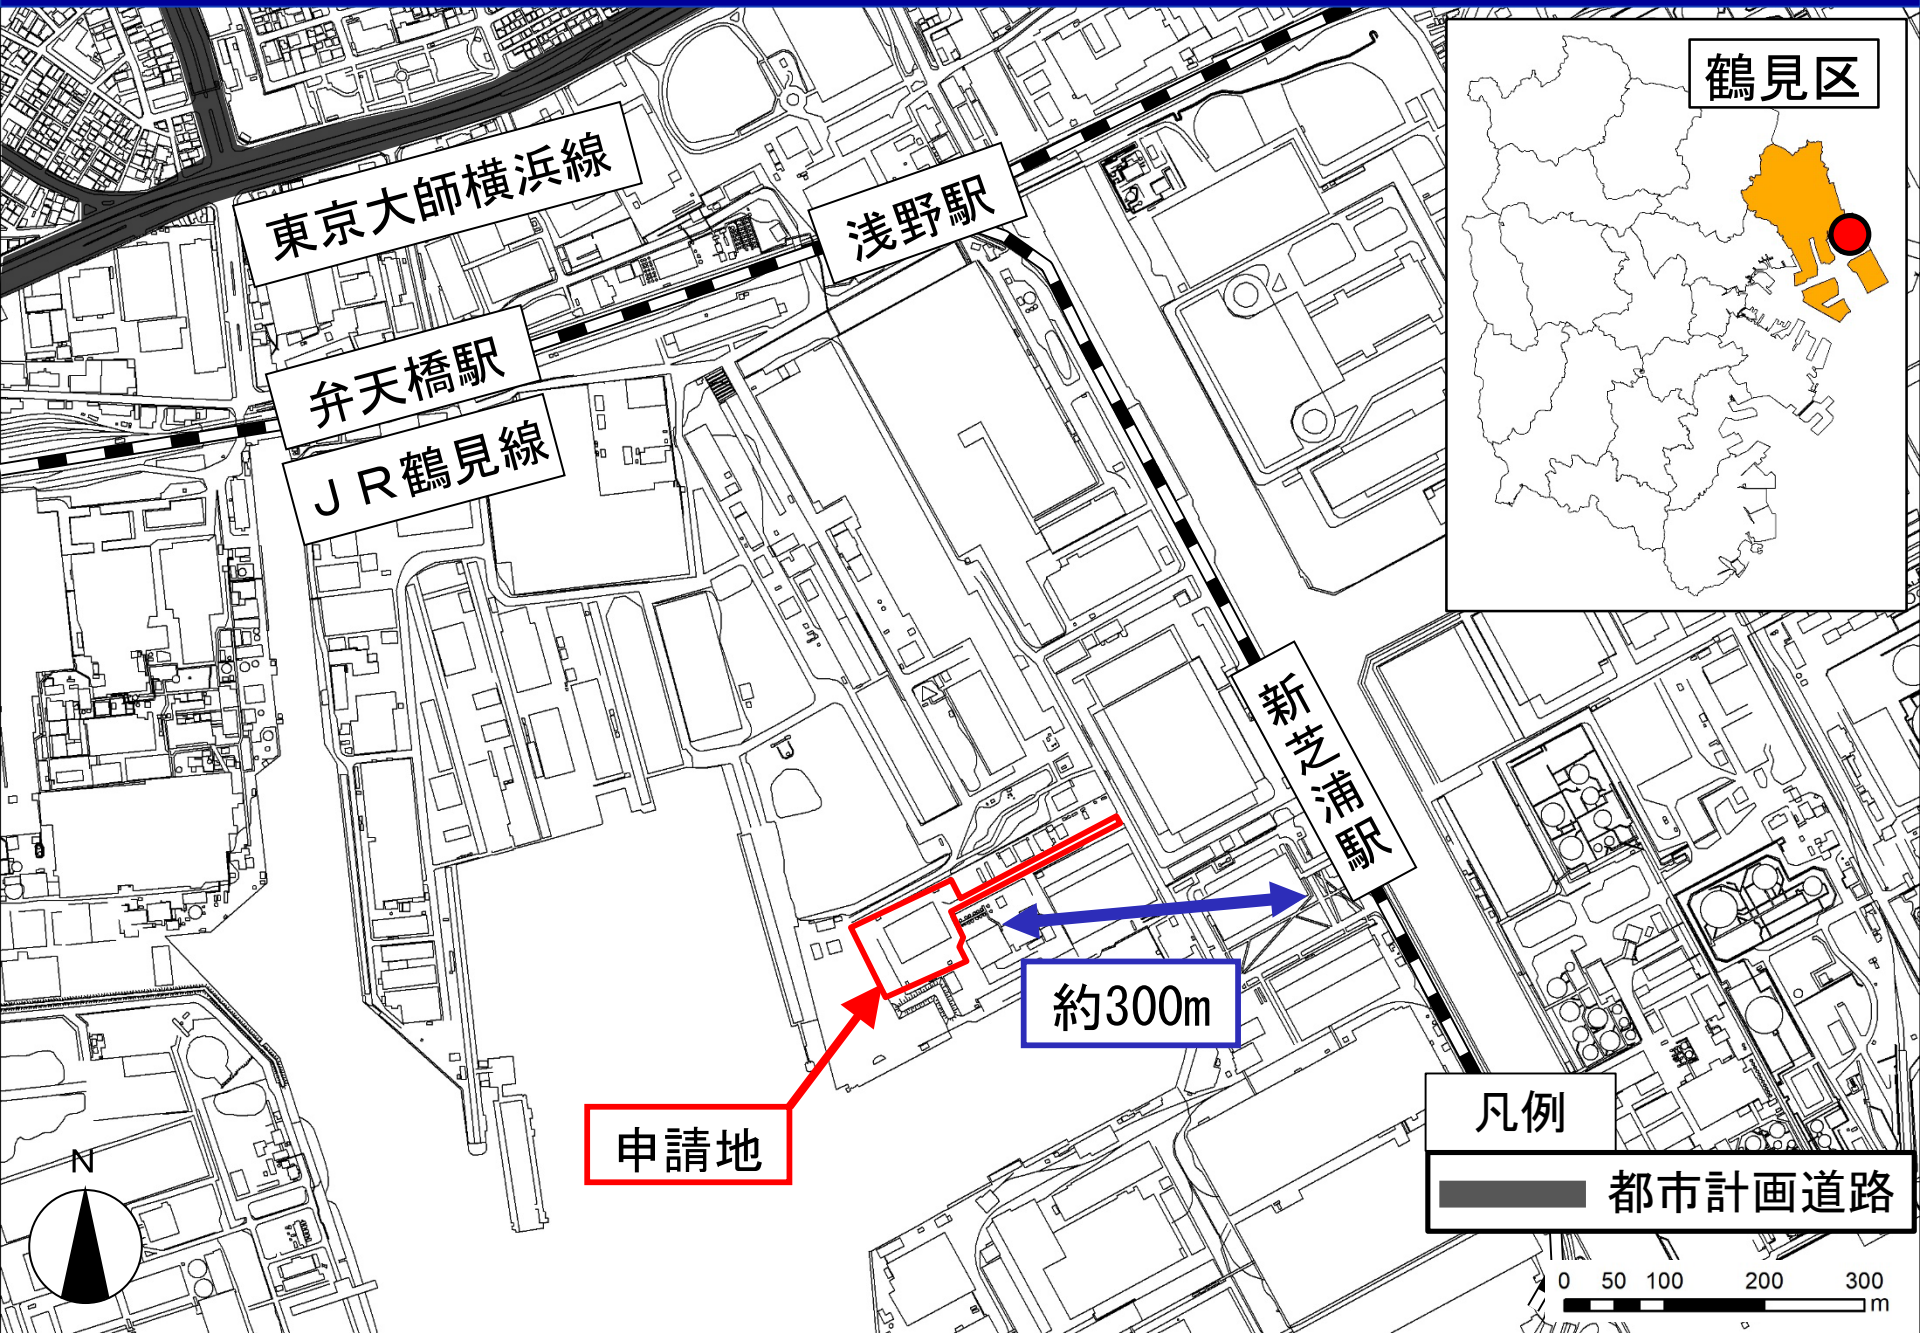 鶴見区
東京大師横浜線
浅野駅
弁天橋駅
ＪＲ鶴見線
新芝浦駅
約300m
申請地
N
凡例
都市計画道路
0 50 100 200 300
m